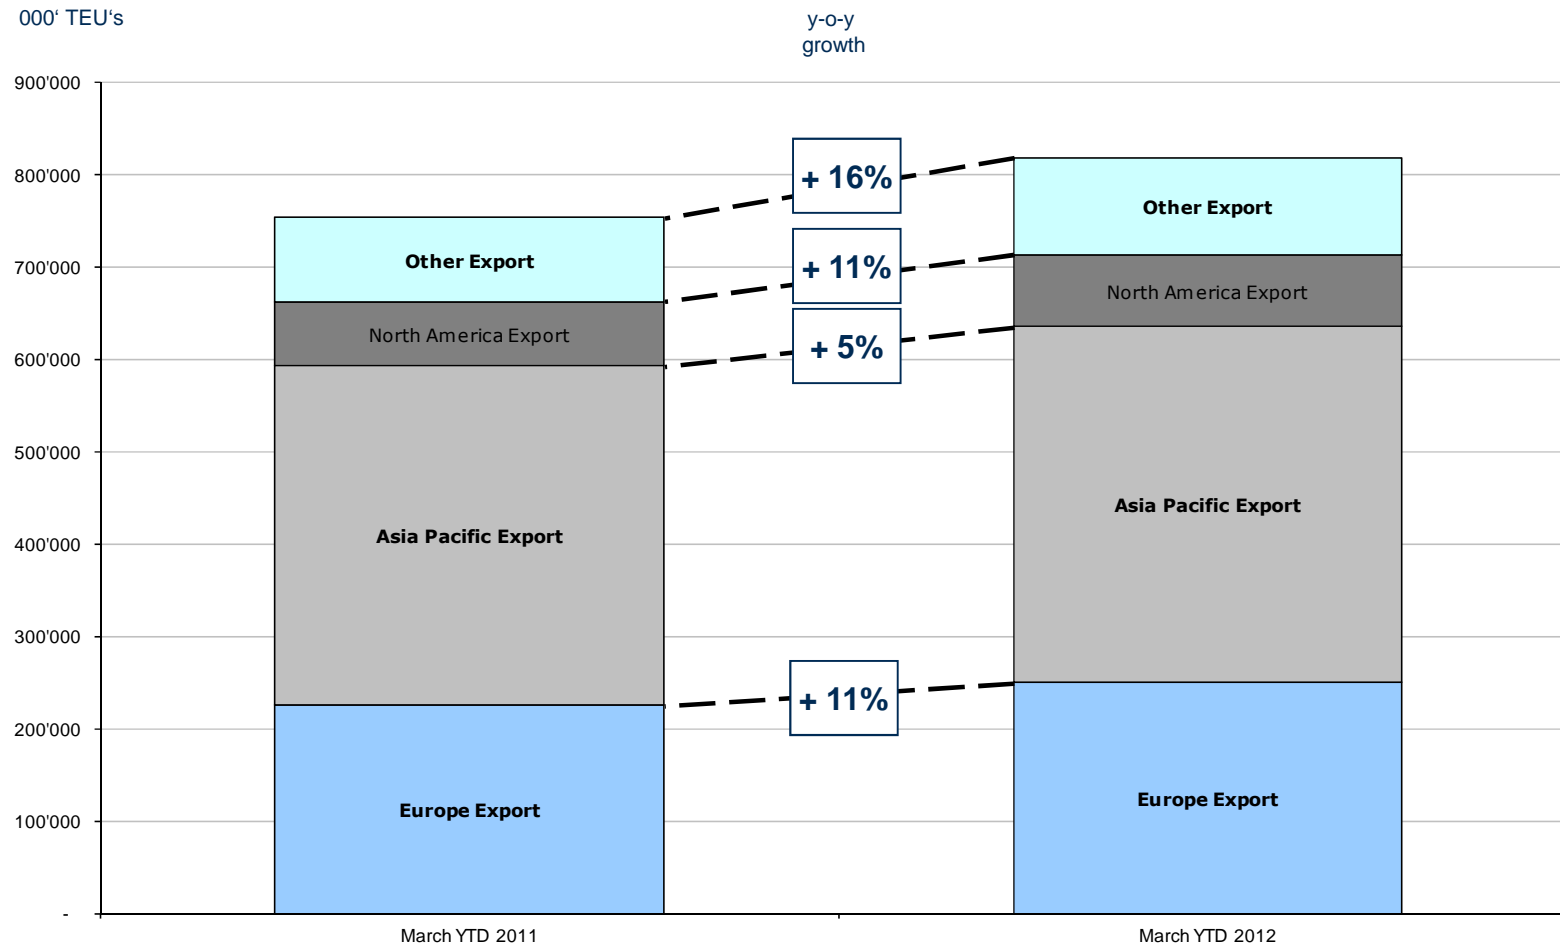 000‘ TEU‘s
y-o-y
growth
900'000
800'000
700'000
600'000
500'000
400'000
300'000
200'000
100'000
-
+ 16%
+ 11%
+ 5%
+ 11%
Other Export
North America Export
Asia Pacific Export
Europe Export
Other Export
North America Export
Asia Pacific Export
Europe Export
March YTD 2011
March YTD 2012